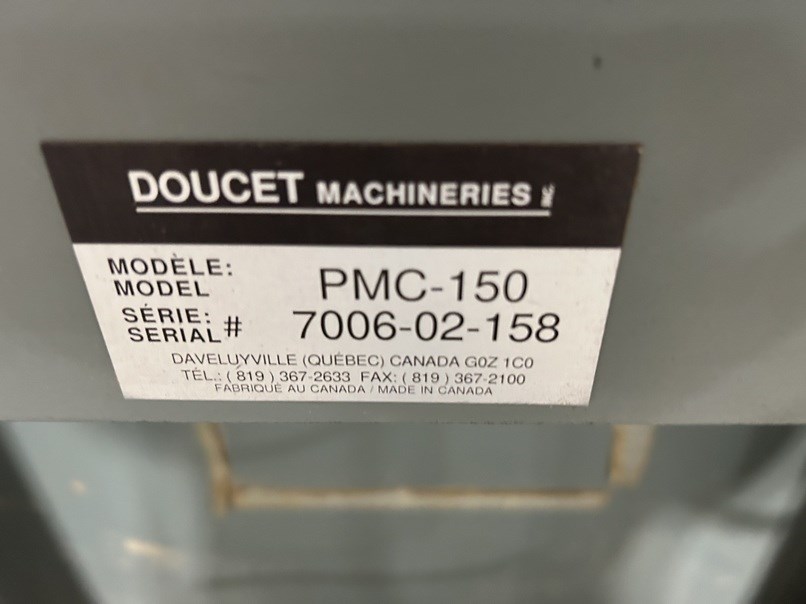 DOUCET MACHINERIES INC.
MODÈLE:
MODEL PMC-150
SÉRIE:
SERIAL # 7006-02-158
DAVELUYVILLE (QUÉBEC) CANADA G0Z 1C0
TÉL.: ( 819 ) 367-2633 FAX: ( 819 ) 367-2100
FABRIQUÉ AU CANADA / MADE IN CANADA